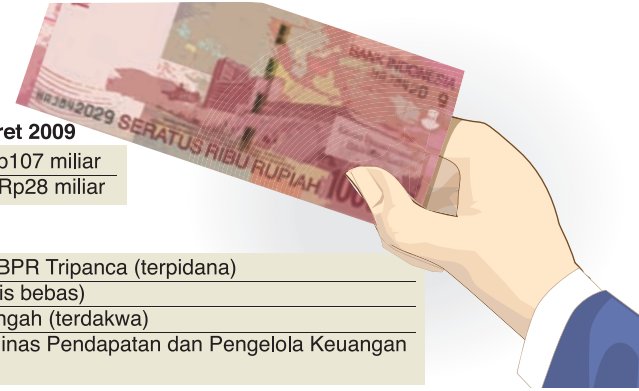 BANK INDONESIA
SERATUS RIBU RUPIAH
100
ret 2009
p107 miliar
Rp28 miliar
BPR Tripanca (terpidana)
is bebas)
ngah (terdakwa)
inas Pendapatan dan Pengelola Keuangan